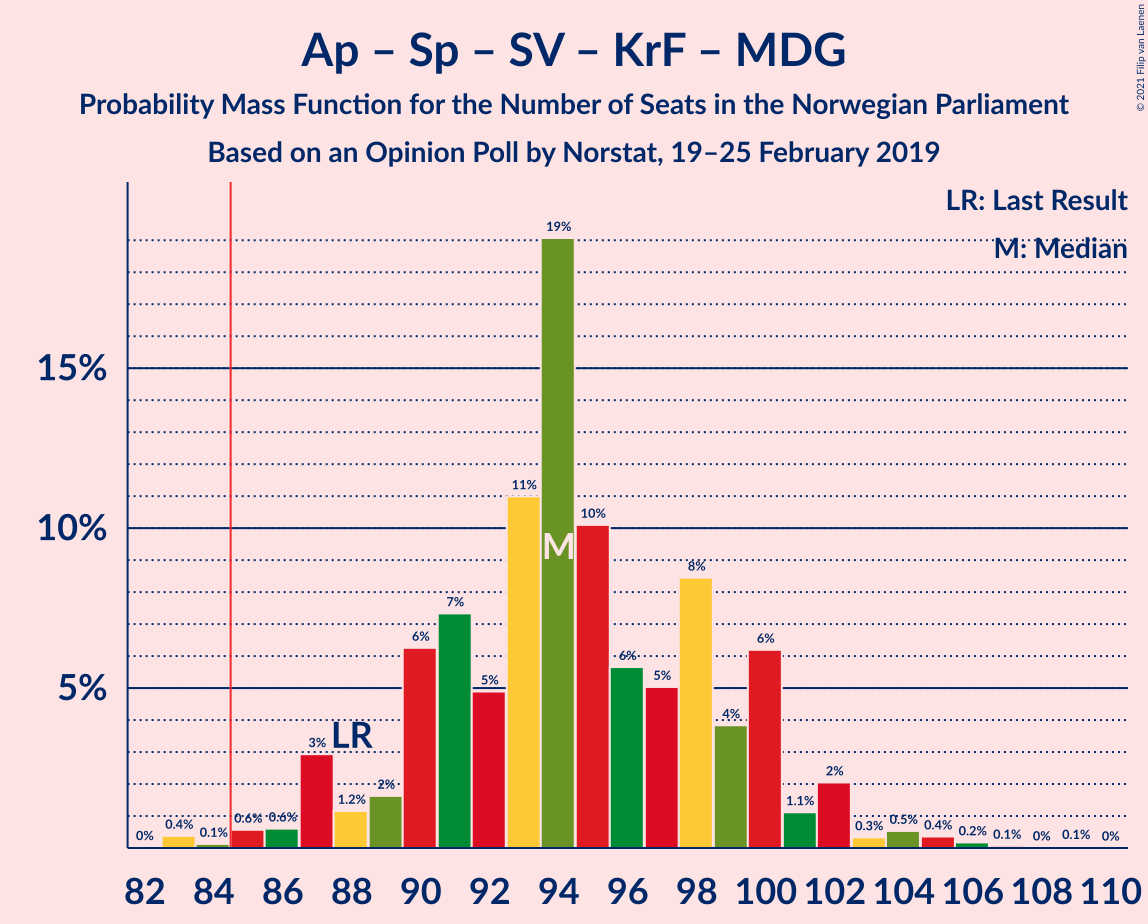 Ap – Sp – SV – KrF – MDG
Probability Mass Function for the Number of Seats in the Norwegian Parliament
Based on an Opinion Poll by Norstat, 19–25 February 2019
© 2021 Filip van Laenen
LR: Last Result
M: Median
15%
10%
5%
0% 0.4% 0.1% 0.6% 0.6% 3% 1.2% 2% 6% 7% 5% 11% 19% 10% 6% 5% 8% 4% 6% 1.1% 2% 0.3% 0.5% 0.4% 0.2% 0.1% 0% 0.1% 0%
LR
M
82 84 86 88 90 92 94 96 98 100 102 104 106 108 110